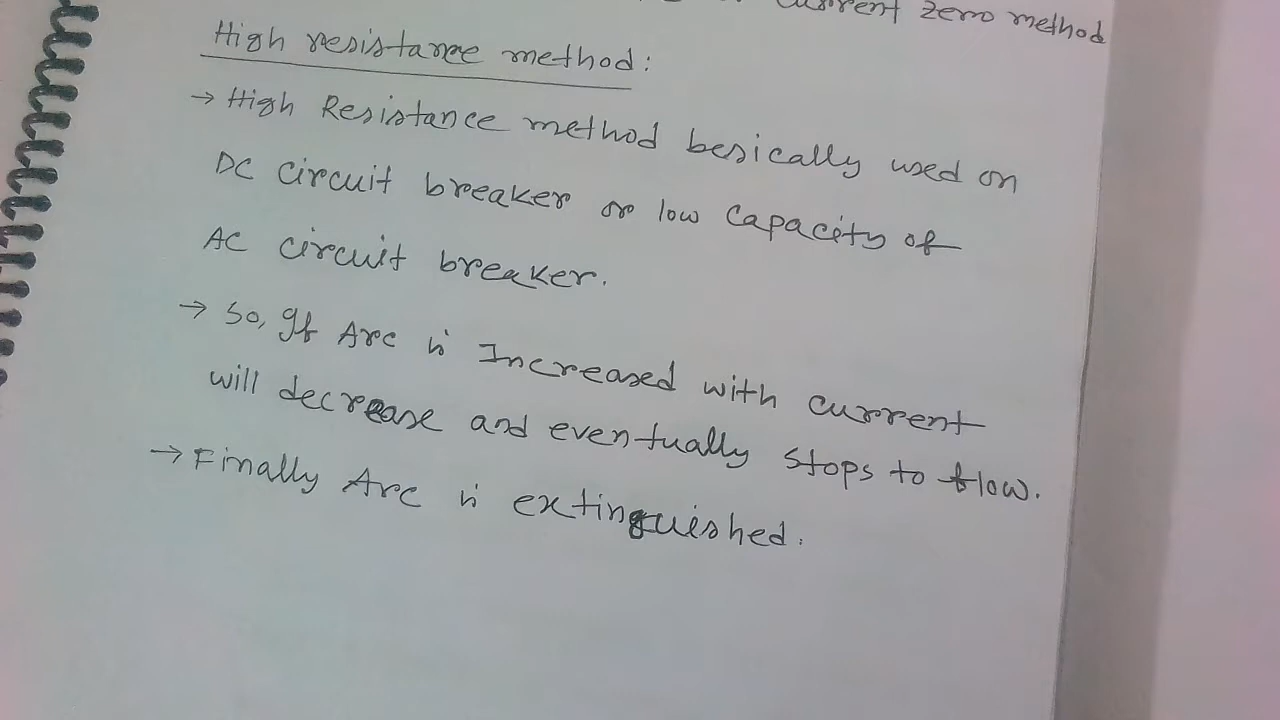 current zero method
High resistance method:
→ High Resistance method besically used on
DC circuit breaker or low capacity of
AC circuit breaker.
→ So, If Arc is Increased with current
will decrease and eventually stops to flow.
→ Finally Arc is extinguished.